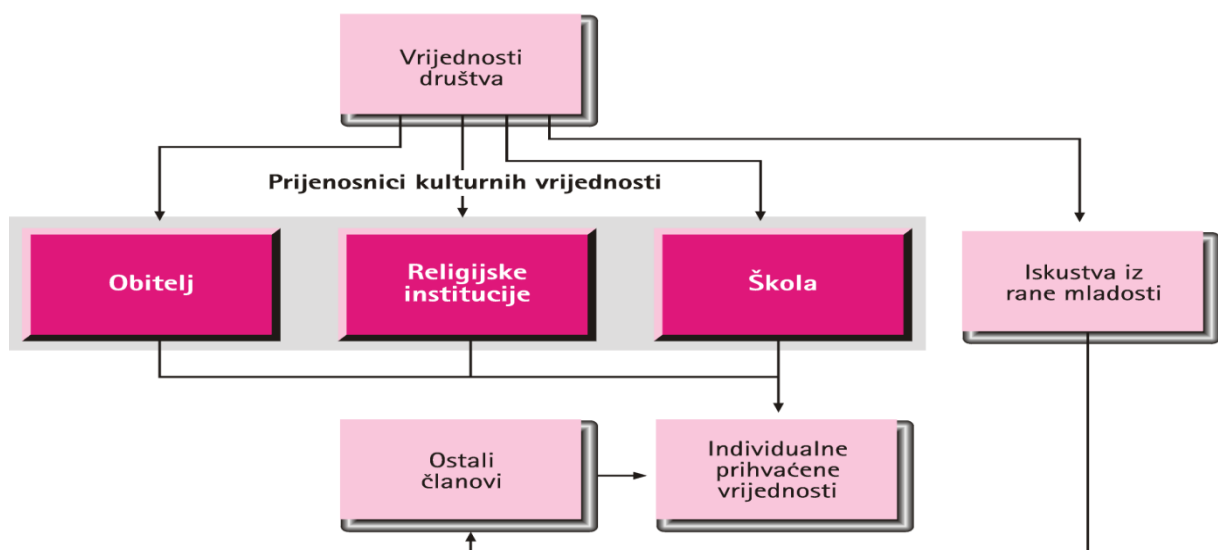 Vrijednosti
društva
Prijenosnici kulturnih vrijednosti
Obitelj
Religijske
institucije
Škola
Iskustva iz
rane mladosti
Ostali
članovi
Individualne
prihvaćene
vrijednosti